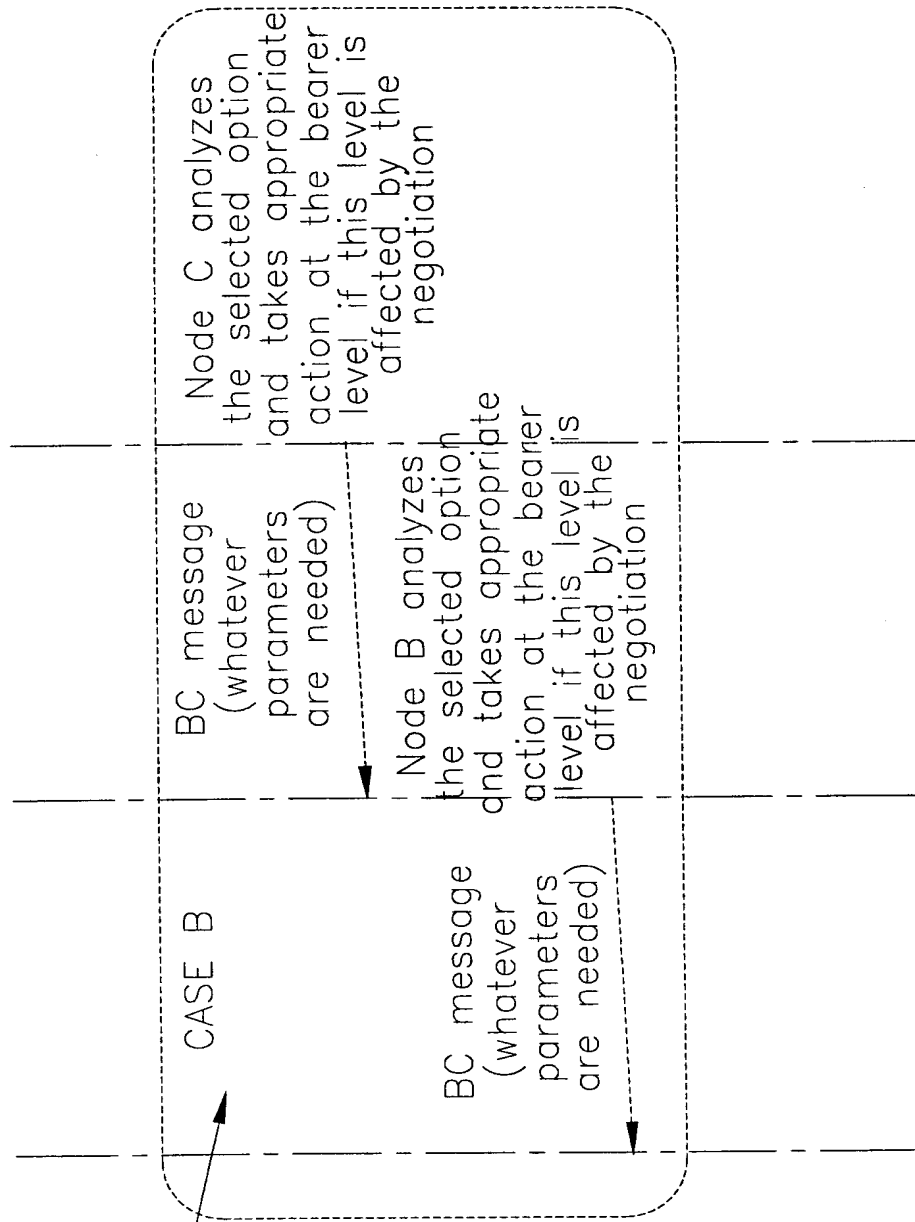 CASE B
BC message
(whatever
parameters
are needed)
Node C analyzes
the selected option
and takes appropriate
action at the bearer
level if this level is
affected by the
negotiation
BC message
(whatever
parameters
are needed)
Node B analyzes
the selected option
and takes appropriate
action at the bearer
level if this level is
affected by the
negotiation